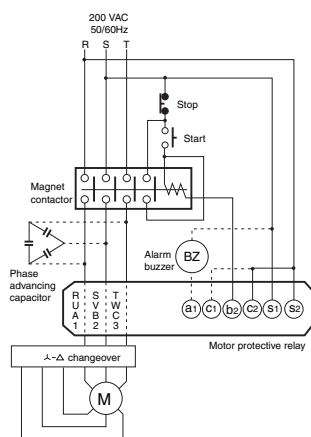 200 VAC
50/60Hz
R S T
Stop
Start
Magnet
contactor
Alarm
buzzer
BZ
Phase
advancing
capacitor
R U A 1
S V B 2
T W C 3
a1 c1 b2 c2 s1 s2
Motor protective relay
⅄-Δ changeover
M